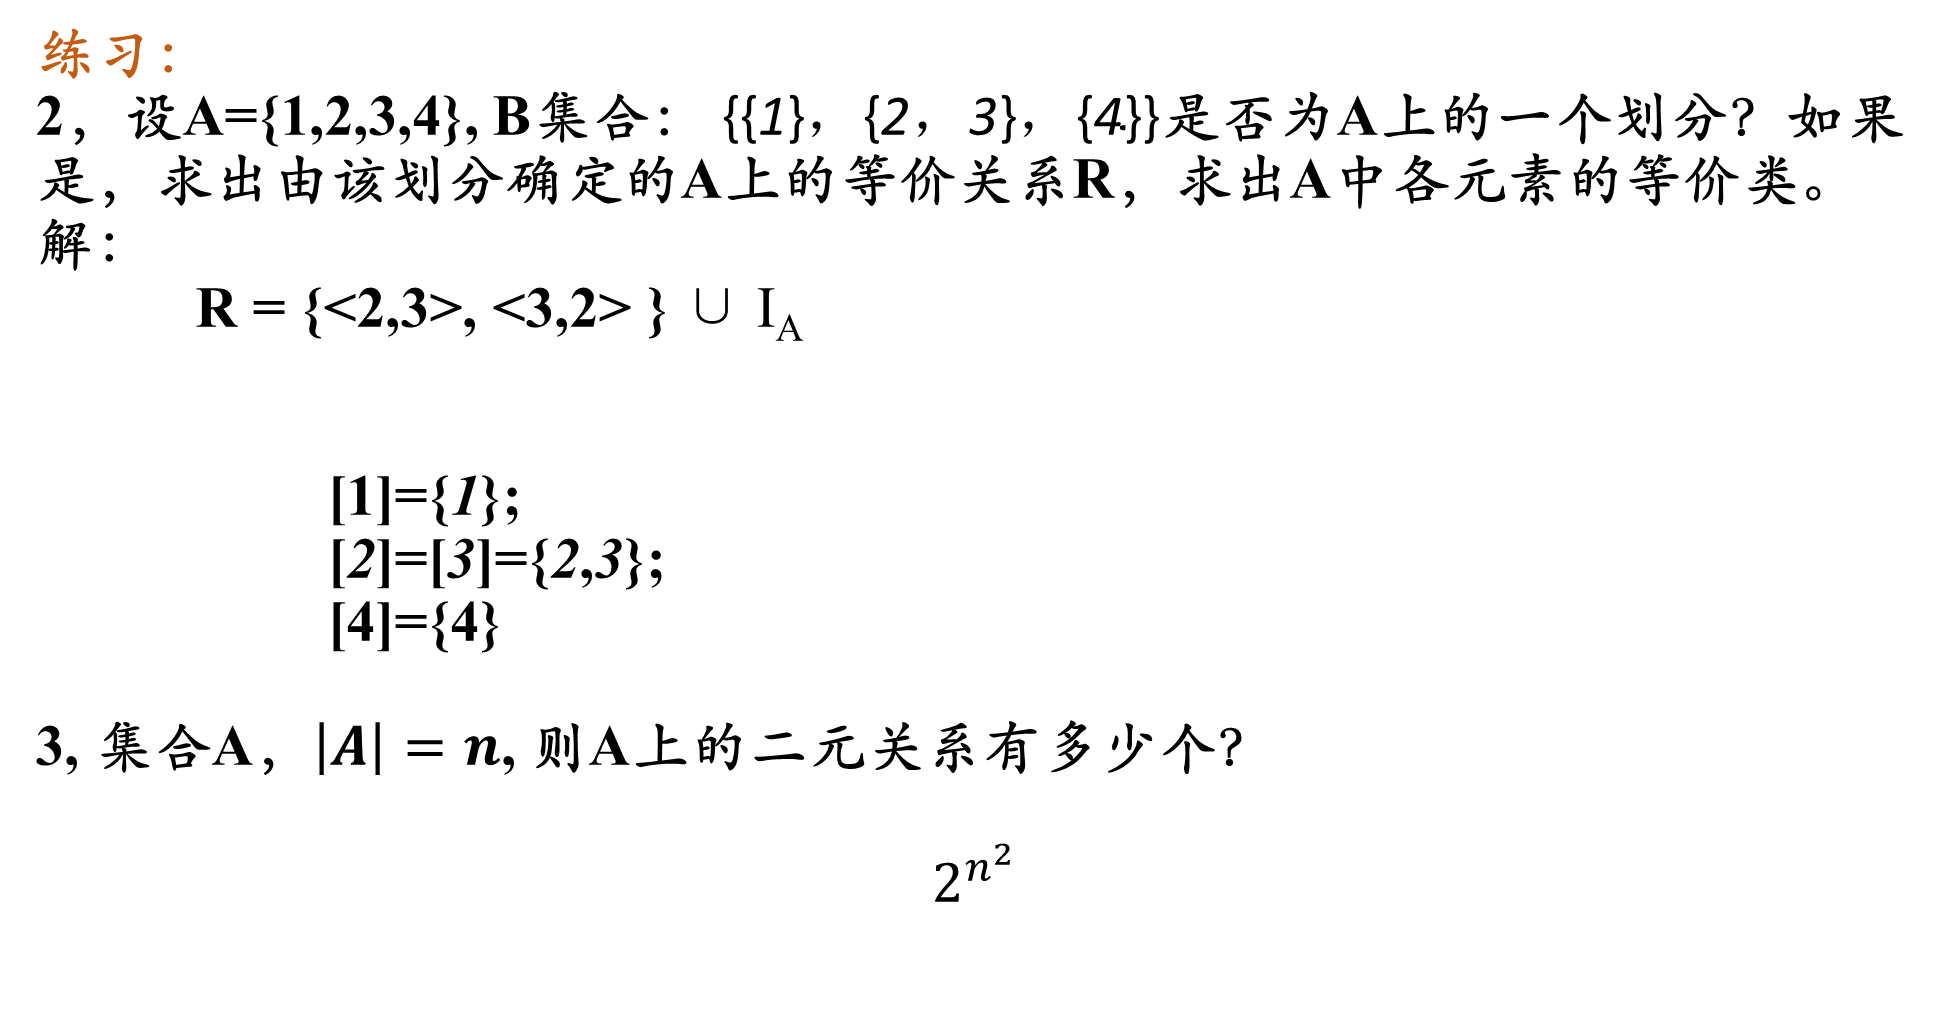 练习：
2，设A={1,2,3,4}, B集合：{{1}，{2，3}，{4}}是否为A上的一个划分？如果
是，求出由该划分确定的A上的等价关系R，求出A中各元素的等价类。
解：
R = {<2,3>, <3,2> } ∪ I_A
[1]={1};
[2]=[3]={2,3};
[4]={4}
3, 集合A，|A| = n, 则A上的二元关系有多少个？
2^{n^2}